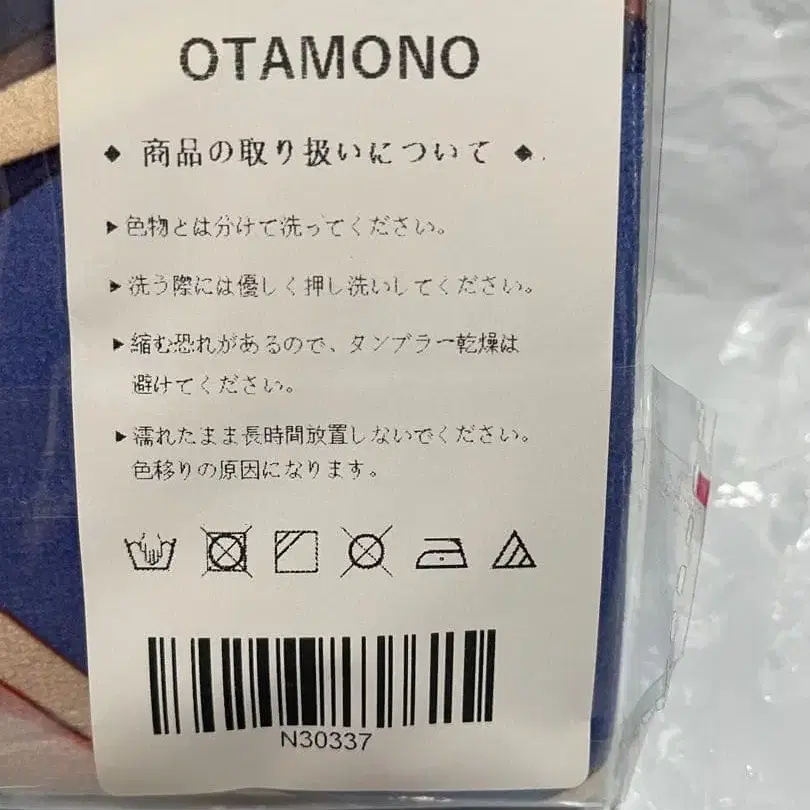 OTAMONO
◆ 商品の取り扱いについて ◆
▶色物とは分けて洗ってください。
▶洗う際には優しく押し洗いしてください。
▶縮む恐れがあるので、タンブラー乾燥は
避けてください。
▶濡れたまま長時間放置しないでください。
色移りの原因になります。
N30337